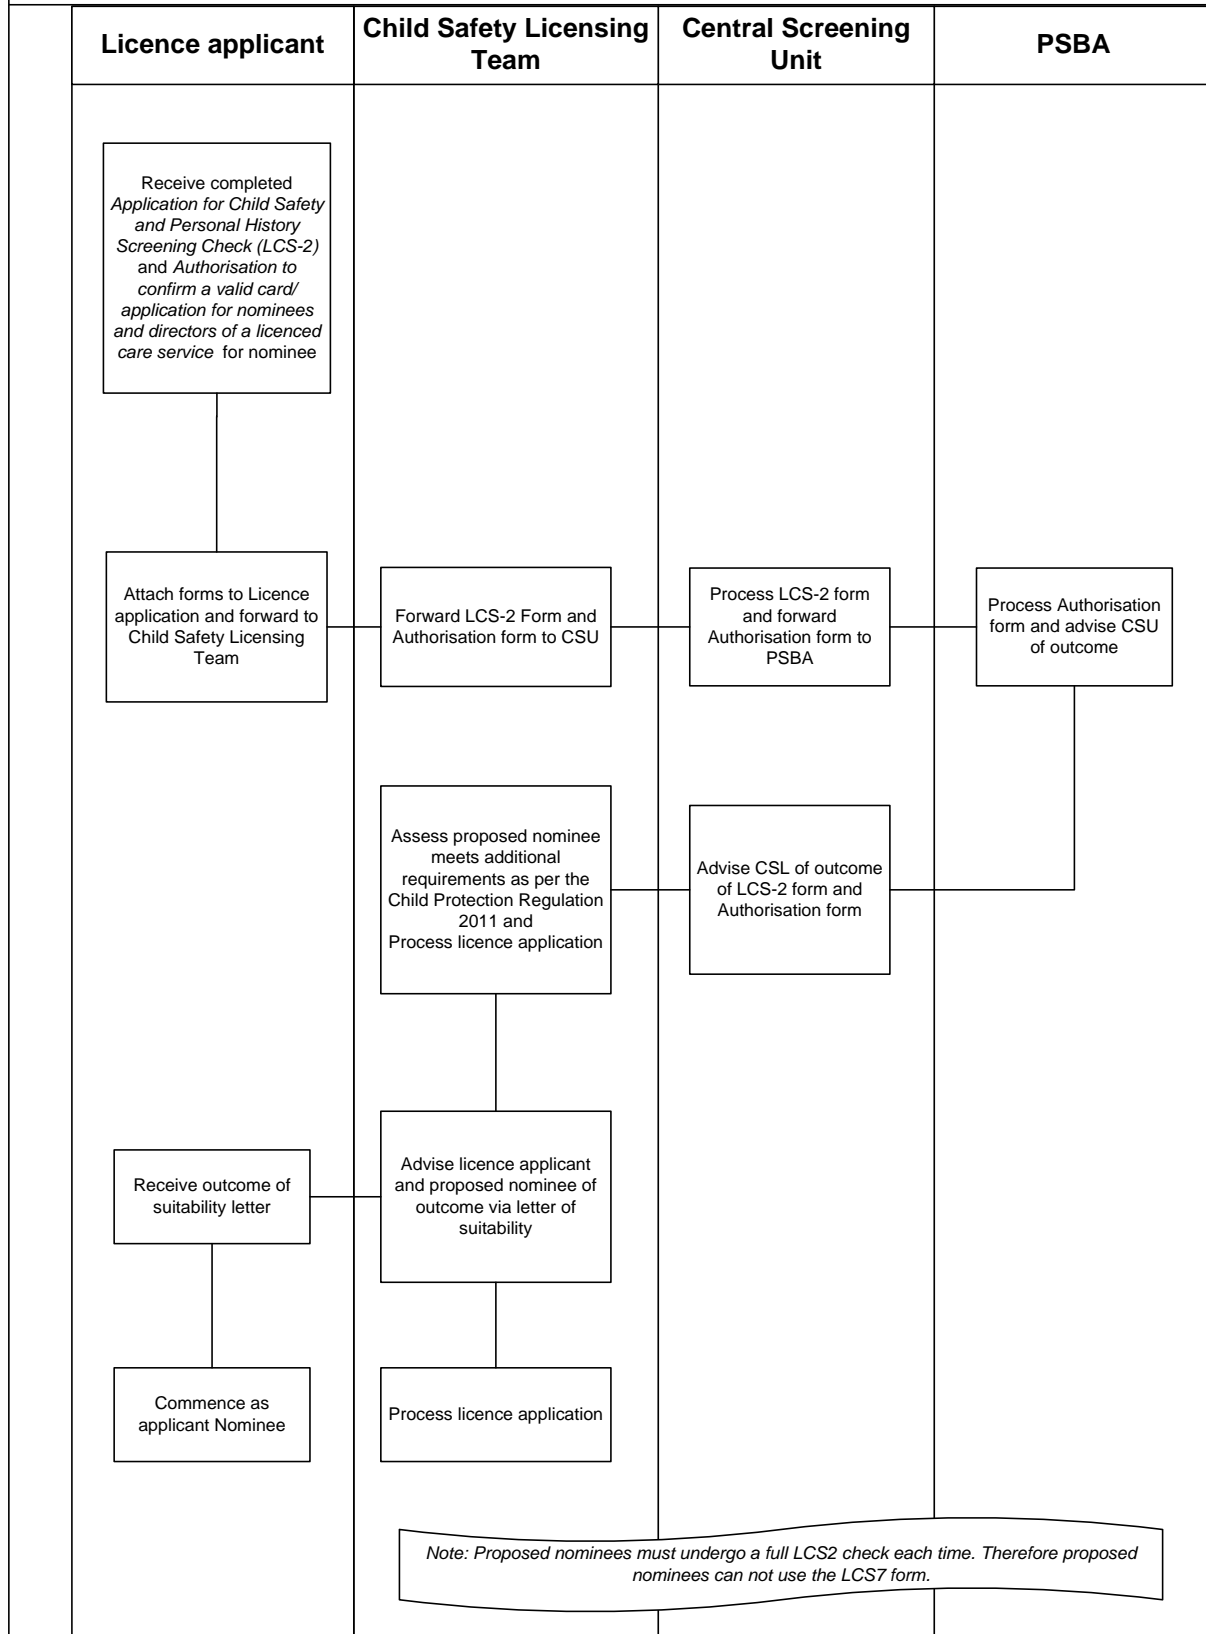 Licence applicant
Child Safety Licensing
Team
Central Screening
Unit
PSBA
Receive completed
Application for Child Safety
and Personal History
Screening Check (LCS-2)
and Authorisation to
confirm a valid card/
application for nominees
and directors of a licenced
care service for nominee
Attach forms to Licence
application and forward to
Child Safety Licensing
Team
Forward LCS-2 Form and
Authorisation form to CSU
Process LCS-2 form
and forward
Authorisation form to
PSBA
Process Authorisation
form and advise CSU
of outcome
Assess proposed nominee
meets additional
requirements as per the
Child Protection Regulation
2011 and
Process licence application
Advise CSL of outcome
of LCS-2 form and
Authorisation form
Receive outcome of
suitability letter
Advise licence applicant
and proposed nominee of
outcome via letter of
suitability
Commence as
applicant Nominee
Process licence application
Note: Proposed nominees must undergo a full LCS2 check each time. Therefore proposed
nominees can not use the LCS7 form.